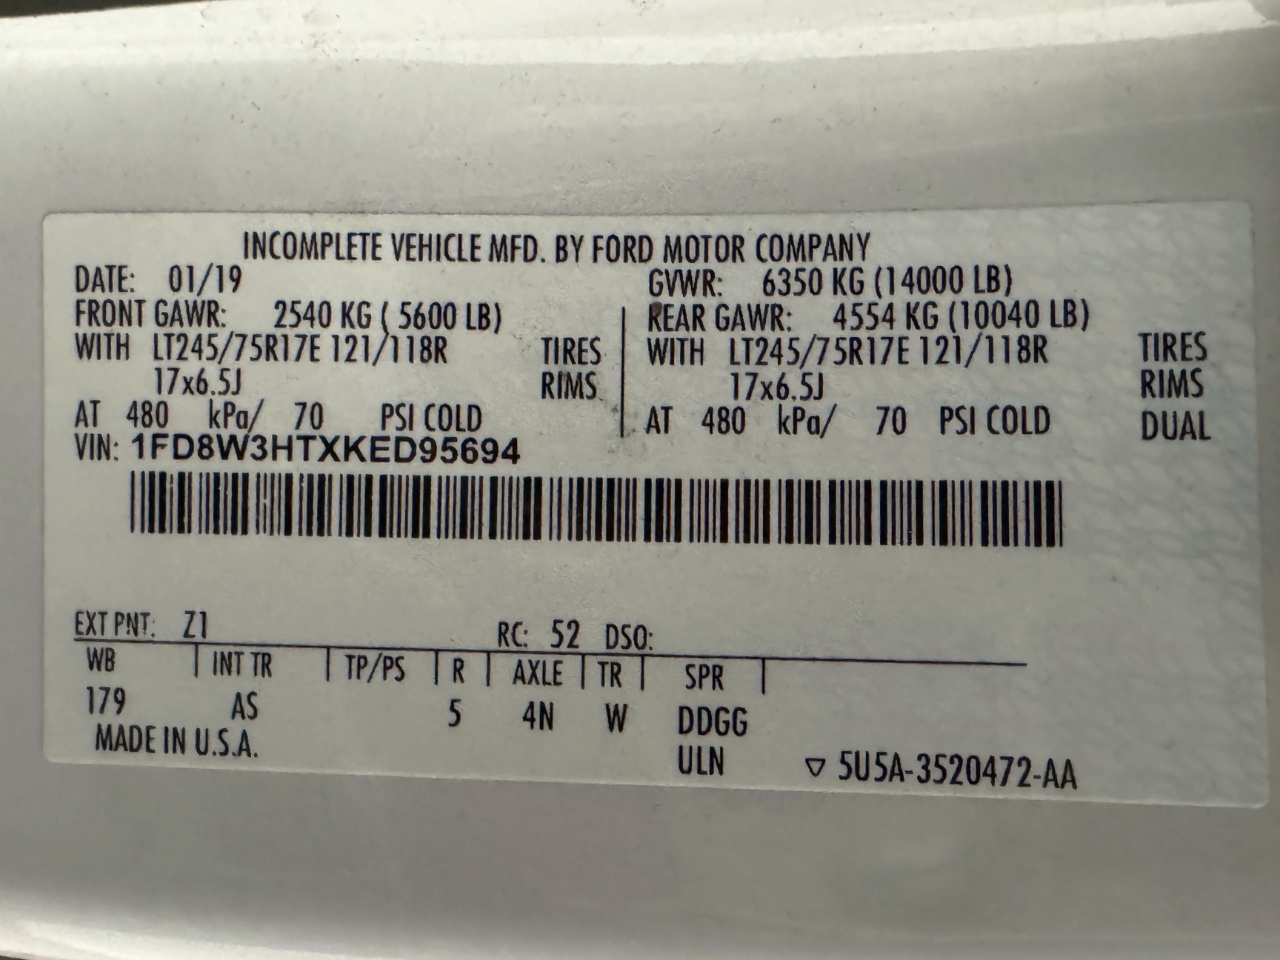 INCOMPLETE VEHICLE MFD. BY FORD MOTOR COMPANY
DATE: 01/19 GVWR: 6350 KG (14000 LB)
FRONT GAWR: 2540 KG ( 5600 LB) REAR GAWR: 4554 KG (10040 LB)
WITH LT245/75R17E 121/118R TIRES WITH LT245/75R17E 121/118R TIRES
17x6.5J RIMS 17x6.5J RIMS
AT 480 kPa/ 70 PSI COLD AT 480 kPa/ 70 PSI COLD DUAL
VIN: 1FD8W3HTXKED95694
EXT PNT: Z1 RC: 52 DSO:
WB INT TR TP/PS R AXLE TR SPR
179 AS 5 4N W DDGG
MADE IN U.S.A. ULN ▽ 5U5A-3520472-AA